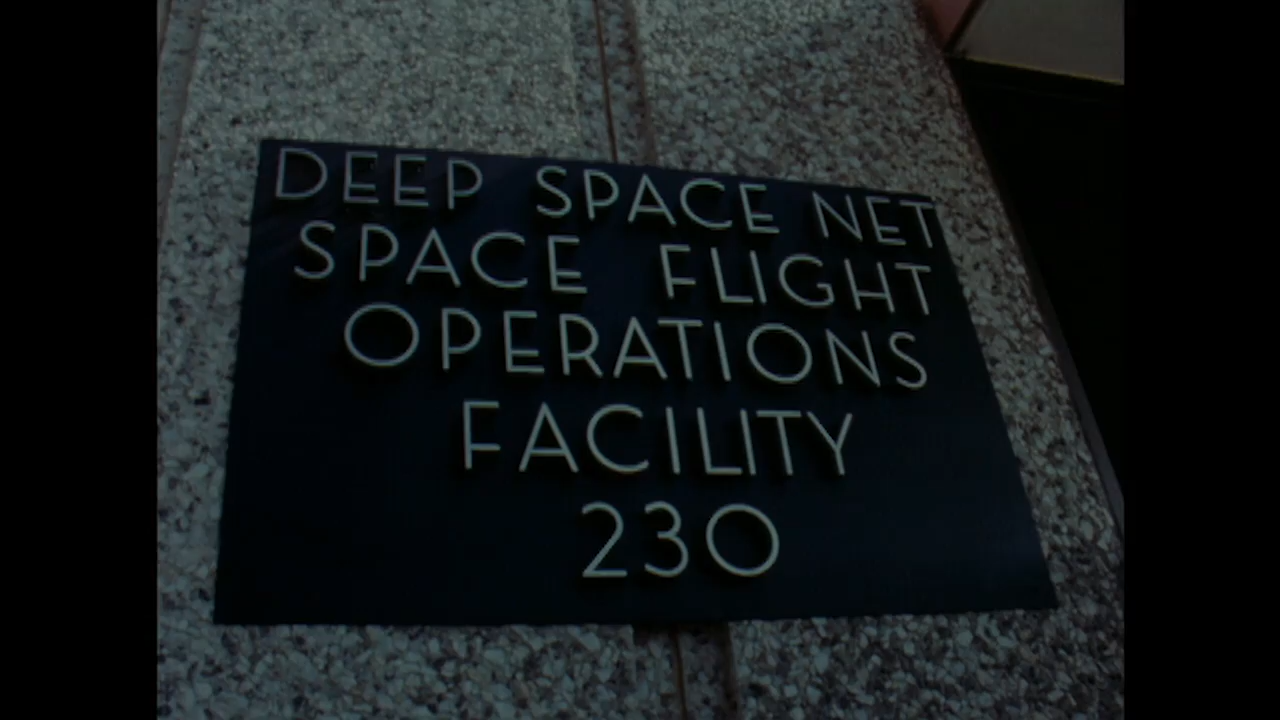 DEEP SPACE NET
SPACE FLIGHT
OPERATIONS
FACILITY
230